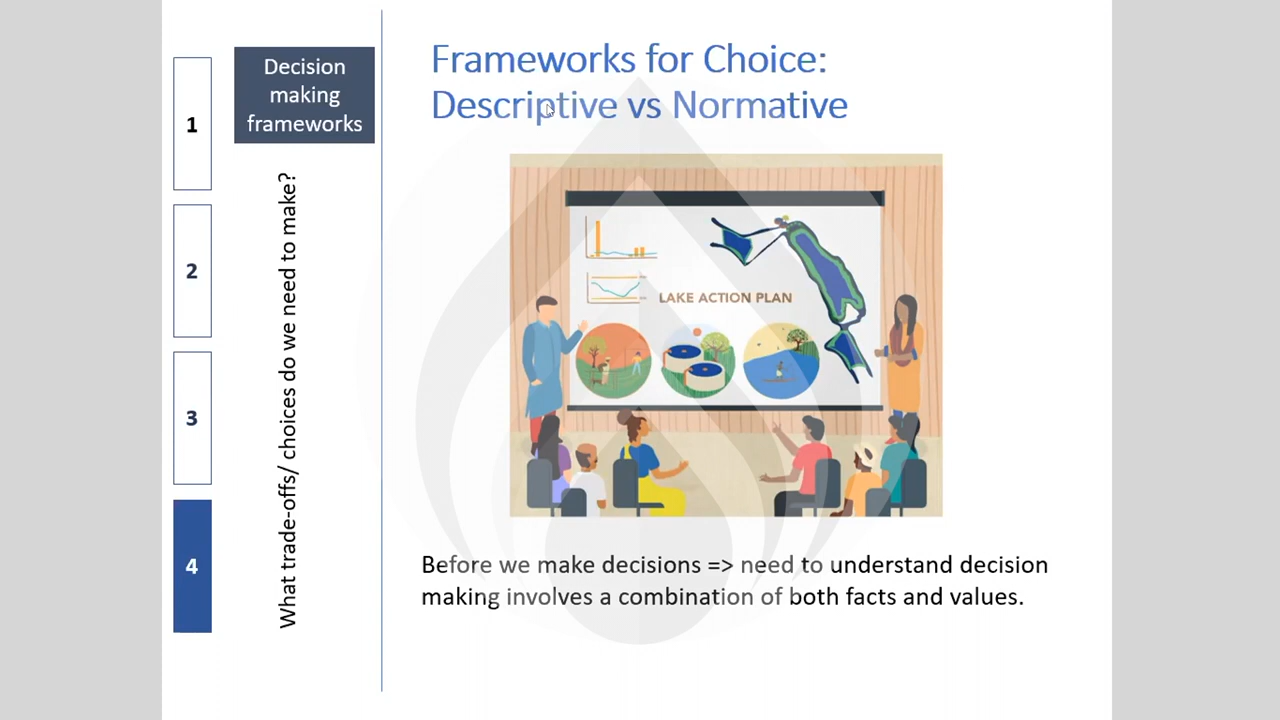 1
2
3
4
Decision
making
frameworks
What trade-offs/ choices do we need to make?
Frameworks for Choice:
Descriptive vs Normative
LAKE ACTION PLAN
Before we make decisions => need to understand decision
making involves a combination of both facts and values.